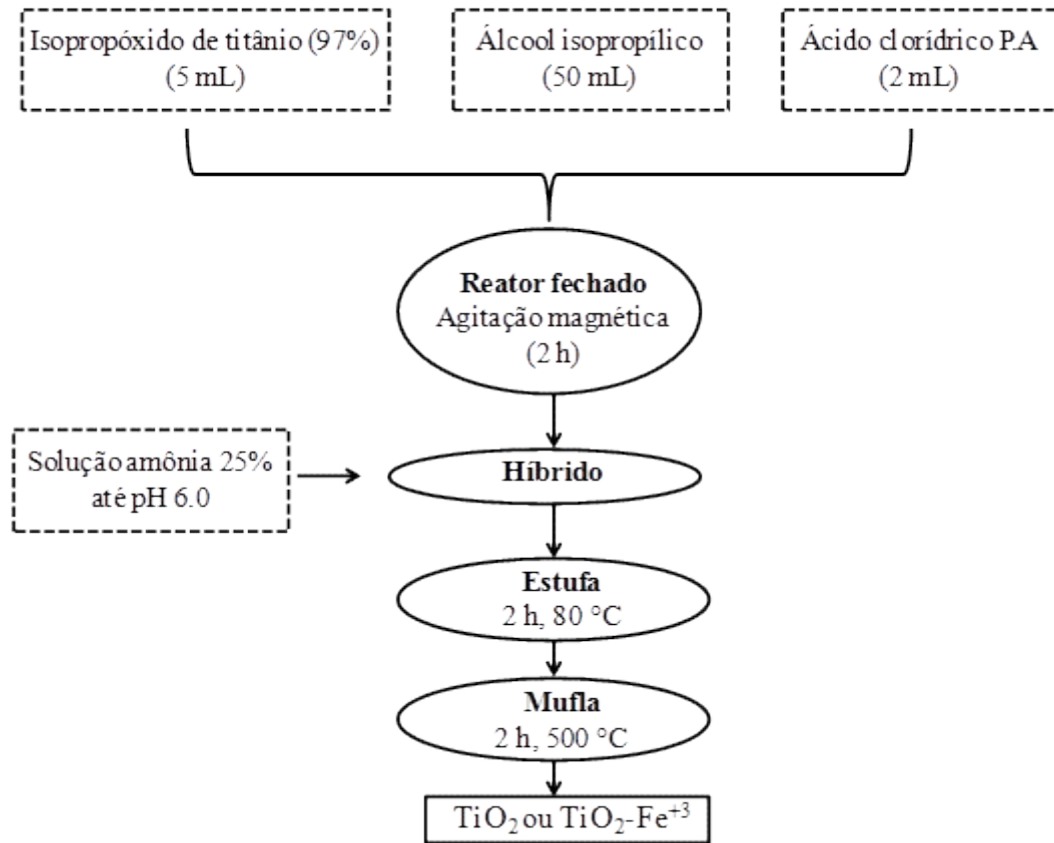 Isopropóxido de titânio (97%)
(5 mL)
Álcool isopropílico
(50 mL)
Ácido clorídrico P.A
(2 mL)
Reator fechado
Agitação magnética
(2 h)
Solução amônia 25%
até pH 6.0
Híbrido
Estufa
2 h, 80 °C
Mufla
2 h, 500 °C
TiO₂ ou TiO₂-Fe⁺³